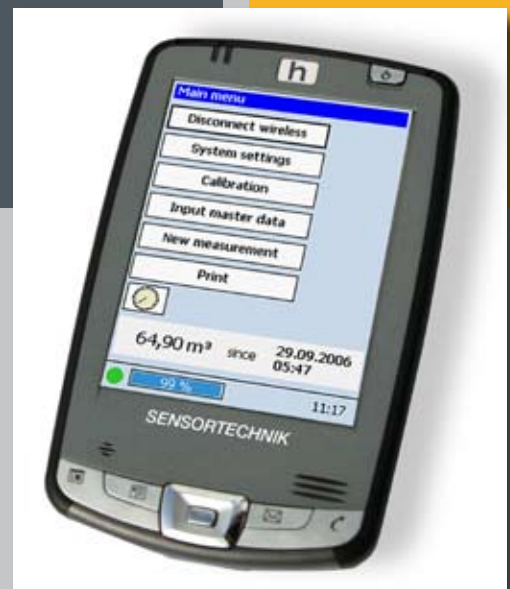 h
Main menu
Disconnect wireless
System settings
Calibration
Input master data
New measurement
Print
64,90 m³ since 29.09.2006
05:47
99 %
11:17
SENSORTECHNIK